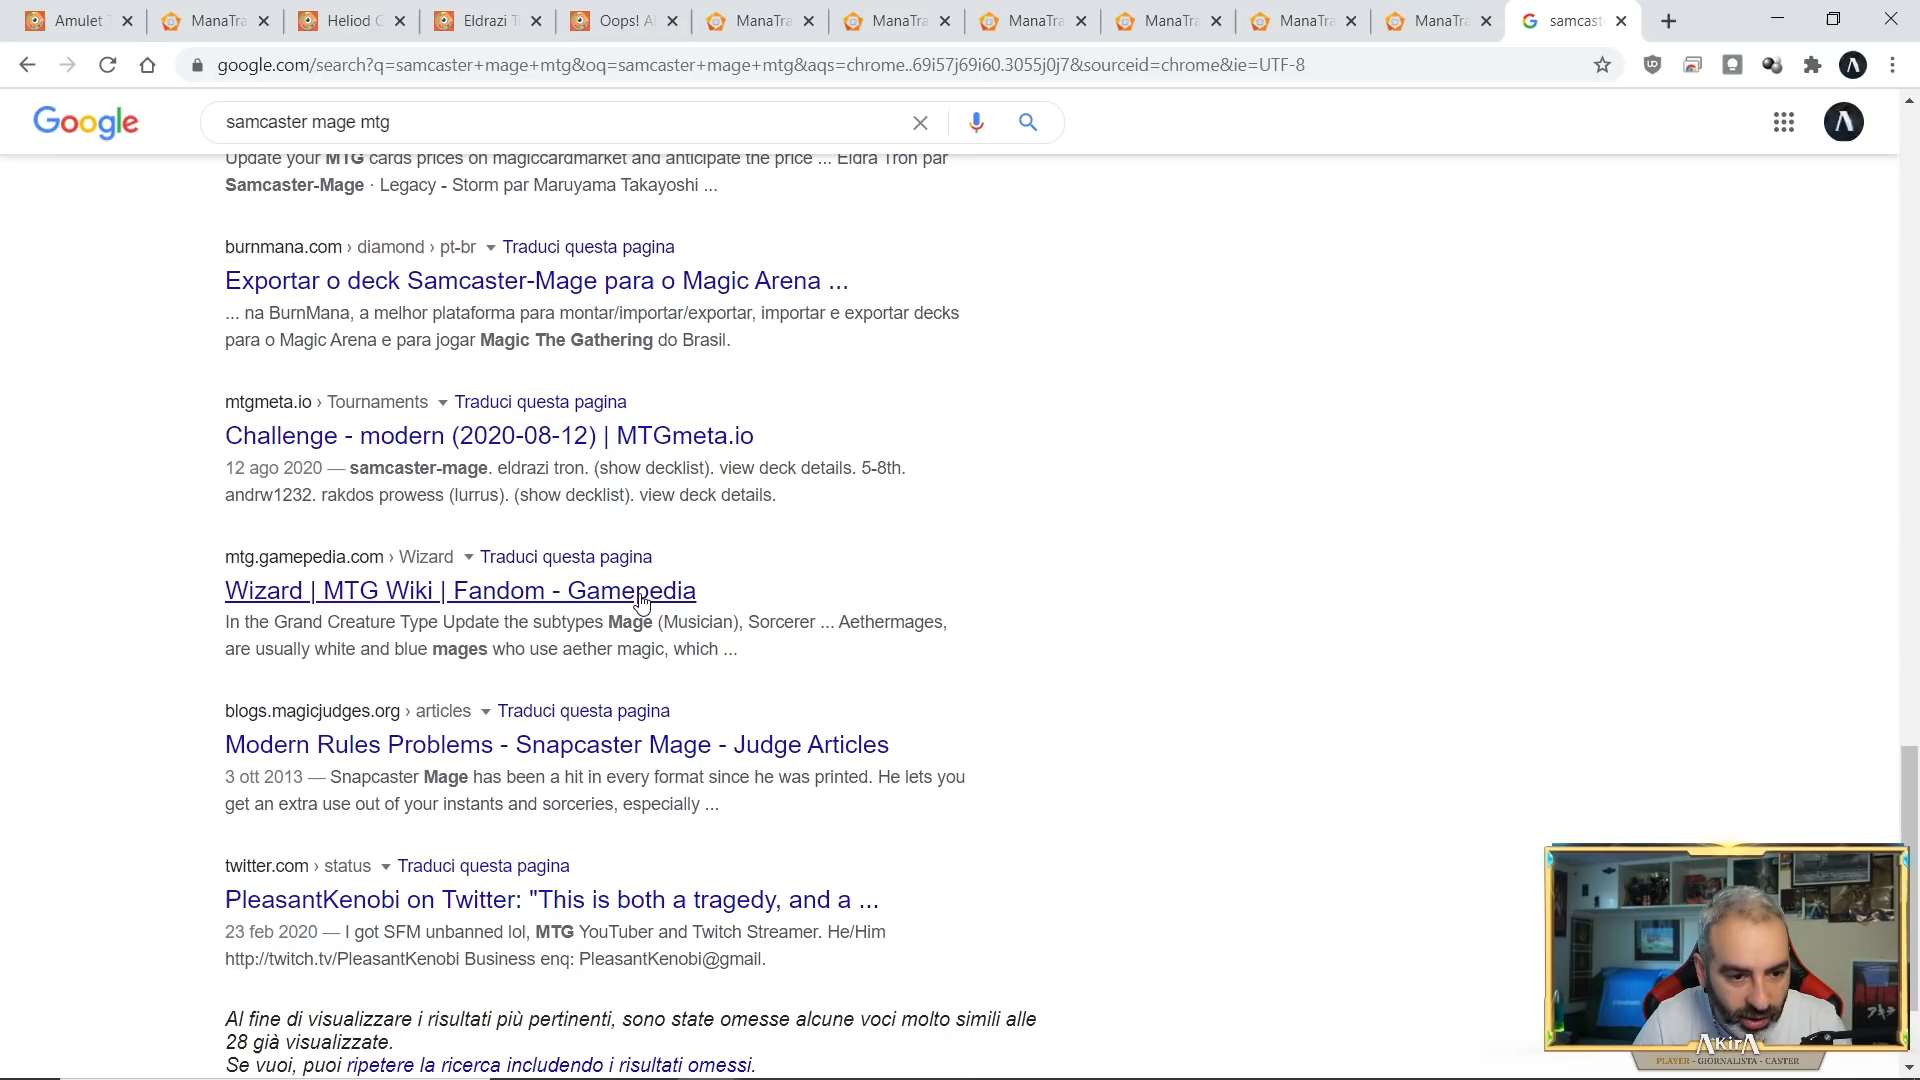 Amulet T
ManaTra
Heliod C
Eldrazi Tr
Oops! Al
ManaTra
ManaTra
ManaTra
ManaTra
ManaTra
ManaTra
samcast
google.com/search?q=samcaster+mage+mtg&oq=samcaster+mage+mtg&aqs=chrome..69i57j69i60.3055j0j7&sourceid=chrome&ie=UTF-8
Google
samcaster mage mtg
Update your MTG cards prices on magiccardmarket and anticipate the price ... Eldra Tron par
Samcaster-Mage · Legacy - Storm par Maruyama Takayoshi ...
burnmana.com › diamond › pt-br Traduci questa pagina
Exportar o deck Samcaster-Mage para o Magic Arena ...
... na BurnMana, a melhor plataforma para montar/importar/exportar, importar e exportar decks
para o Magic Arena e para jogar Magic The Gathering do Brasil.
mtgmeta.io › Tournaments Traduci questa pagina
Challenge - modern (2020-08-12) | MTGmeta.io
12 ago 2020 — samcaster-mage. eldrazi tron. (show decklist). view deck details. 5-8th.
andrw1232. rakdos prowess (lurrus). (show decklist). view deck details.
mtg.gamepedia.com › Wizard Traduci questa pagina
Wizard | MTG Wiki | Fandom - Gamepedia
In the Grand Creature Type Update the subtypes Mage (Musician), Sorcerer ... Aethermages,
are usually white and blue mages who use aether magic, which ...
blogs.magicjudges.org › articles Traduci questa pagina
Modern Rules Problems - Snapcaster Mage - Judge Articles
3 ott 2013 — Snapcaster Mage has been a hit in every format since he was printed. He lets you
get an extra use out of your instants and sorceries, especially ...
twitter.com › status Traduci questa pagina
PleasantKenobi on Twitter: "This is both a tragedy, and a ...
23 feb 2020 — I got SFM unbanned lol, MTG YouTuber and Twitch Streamer. He/Him
http://twitch.tv/PleasantKenobi Business enq: PleasantKenobi@gmail.
Al fine di visualizzare i risultati più pertinenti, sono state omesse alcune voci molto simili alle
28 già visualizzate.
Se vuoi, puoi ripetere la ricerca includendo i risultati omessi.
AKirA
PLAYER - GIORNALISTA - CASTER